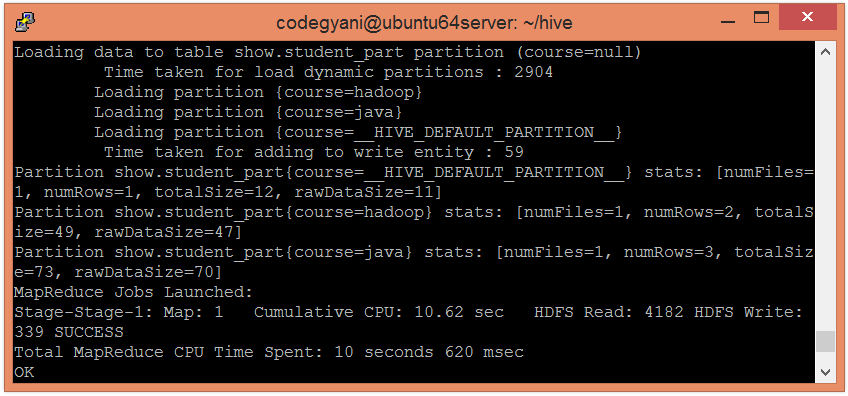 codegyani@ubuntu64server: ~/hive
Loading data to table show.student_part partition (course=null)
Time taken for load dynamic partitions : 2904
Loading partition {course=hadoop}
Loading partition {course=java}
Loading partition {course=__HIVE_DEFAULT_PARTITION__}
Time taken for adding to write entity : 59
Partition show.student_part{course=__HIVE_DEFAULT_PARTITION__} stats: [numFiles=
1, numRows=1, totalSize=12, rawDataSize=11]
Partition show.student_part{course=hadoop} stats: [numFiles=1, numRows=2, totalS
ize=49, rawDataSize=47]
Partition show.student_part{course=java} stats: [numFiles=1, numRows=3, totalSiz
e=73, rawDataSize=70]
MapReduce Jobs Launched:
Stage-Stage-1: Map: 1   Cumulative CPU: 10.62 sec   HDFS Read: 4182 HDFS Write:
339 SUCCESS
Total MapReduce CPU Time Spent: 10 seconds 620 msec
OK